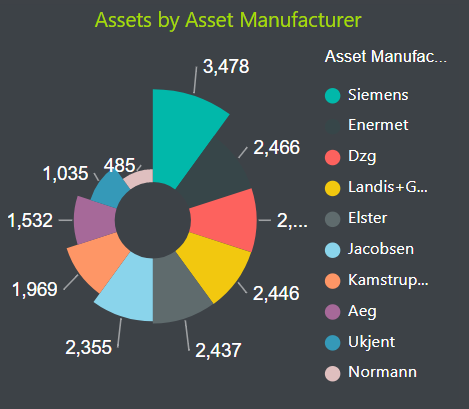 Assets by Asset Manufacturer
3,478
2,466
2,...
2,446
2,437
2,355
1,969
1,532
1,035
485
Asset Manufac...
Siemens
Enermet
Dzg
Landis+G...
Elster
Jacobsen
Kamstrup...
Aeg
Ukjent
Normann